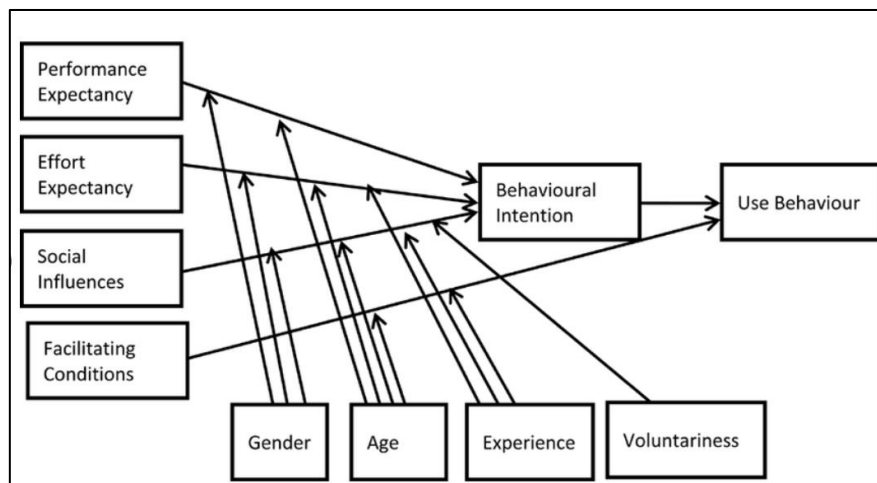 Performance
Expectancy
Effort
Expectancy
Behavioural
Intention
Use Behaviour
Social
Influences
Facilitating
Conditions
Gender
Age
Experience
Voluntariness